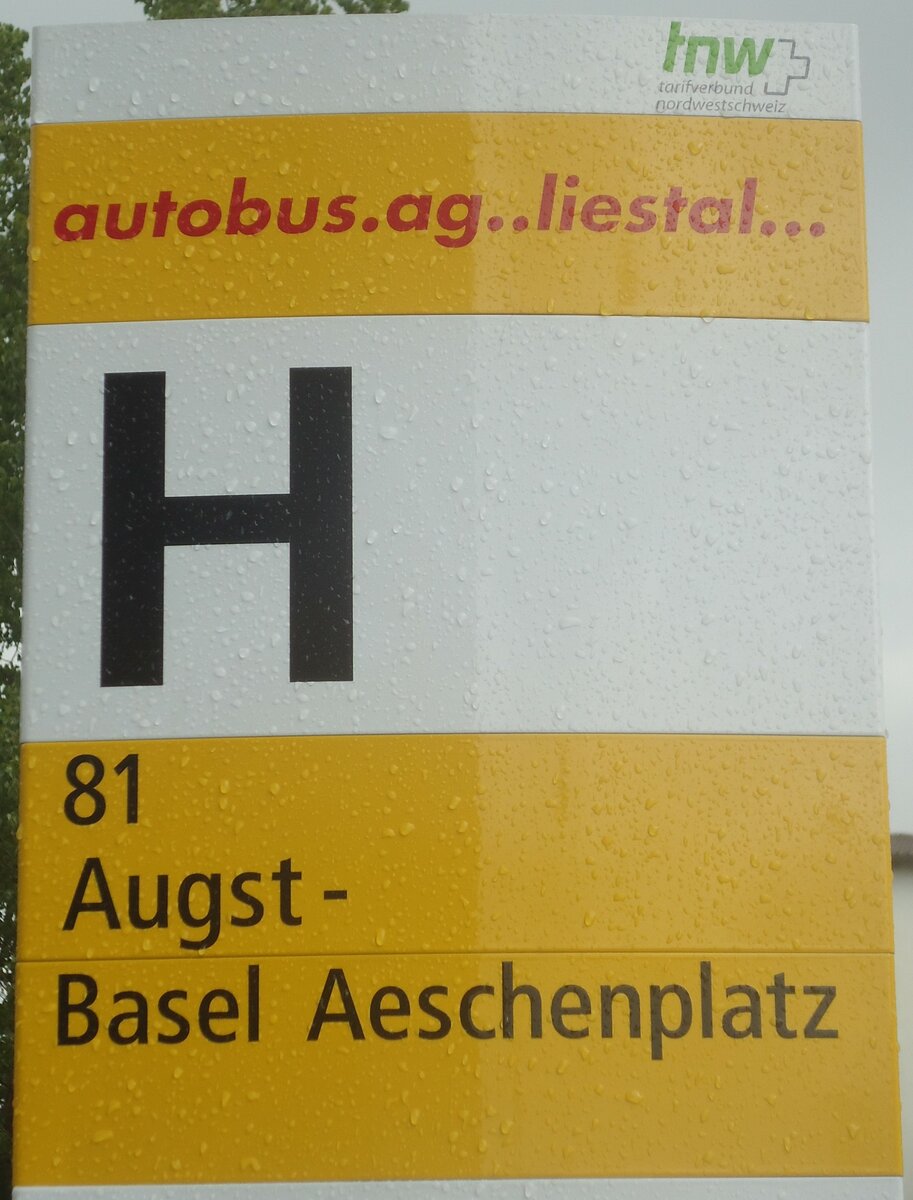 tnw
tarifverbund
nordwestschweiz
autobus.ag..liestal...
H
81
Augst -
Basel Aeschenplatz